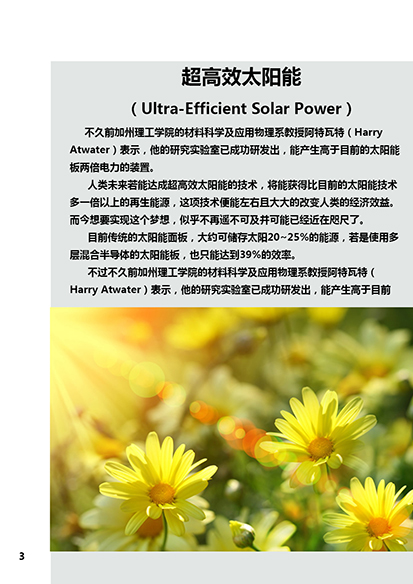 超高效太阳能
（Ultra-Efficient Solar Power）
不久前加州理工学院的材料科学及应用物理系教授阿特瓦特（Harry
Atwater）表示，他的研究实验室已成功研发出，能产生高于目前的太阳能
板两倍电力的装置。
人类未来若能达成超高效太阳能的技术，将能获得比目前的太阳能技术
多一倍以上的再生能源，这项技术便能左右且大大的改变人类的经济效益。
而今想要实现这个梦想，似乎不再遥不可及并可能已经近在咫尺了。
目前传统的太阳能面板，大约可储存太阳20~25%的能源，若是使用多
层混合半导体的太阳能板，也只能达到39%的效率。
不过不久前加州理工学院的材料科学及应用物理系教授阿特瓦特（
Harry Atwater）表示，他的研究实验室已成功研发出，能产生高于目前
3